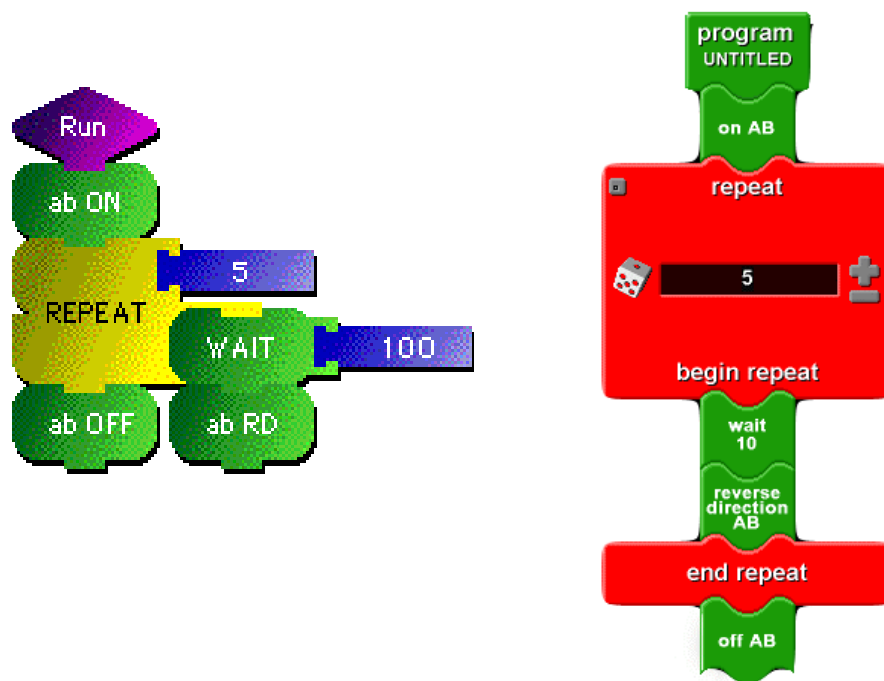 Run
ab ON
5
REPEAT
WAIT
100
ab OFF
ab RD
program
UNTITLED
on AB
repeat
5
begin repeat
wait
10
reverse
direction
AB
end repeat
off AB